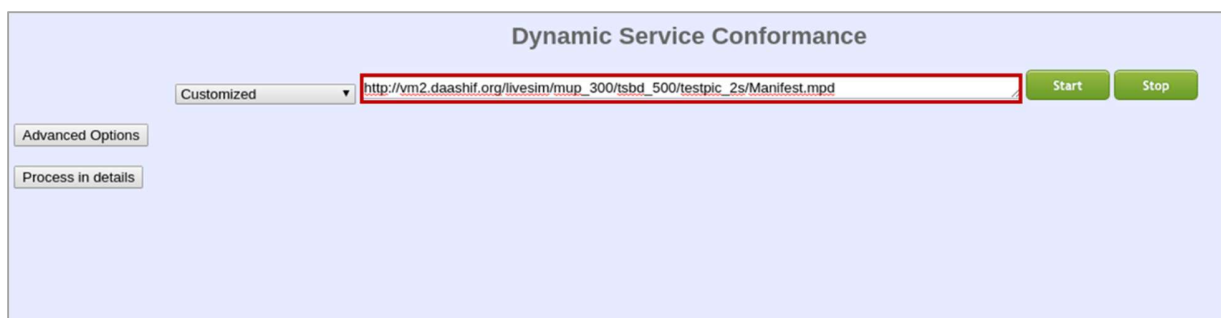 Dynamic Service Conformance
Customized http://vm2.daashif.org/livesim/mup_300/tsbd_500/testpic_2s/Manifest.mpd Start Stop
Advanced Options
Process in details